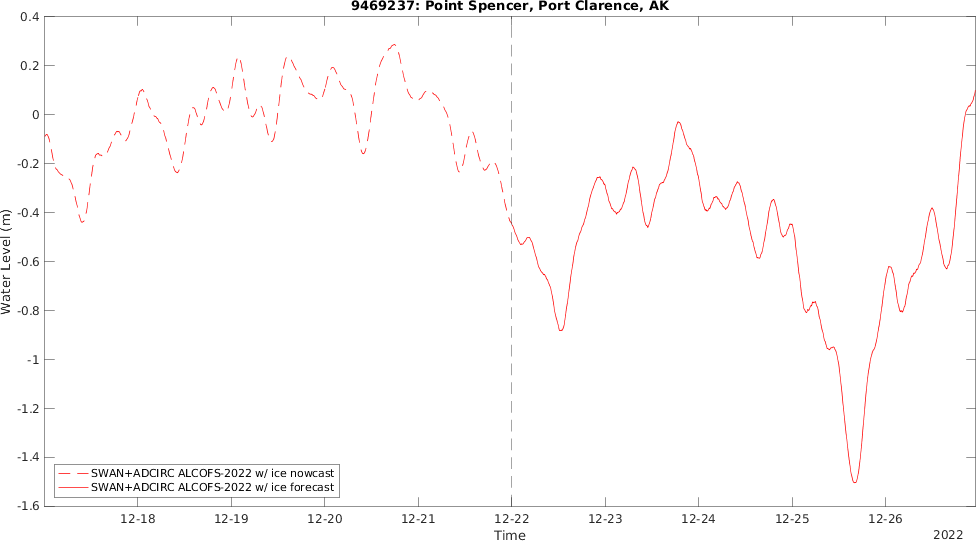 9469237: Point Spencer, Port Clarence, AK
0.4
0.2
0
-0.2
-0.4
-0.6
-0.8
-1
-1.2
-1.4
-1.6
Water Level (m)
SWAN+ADCIRC ALCOFS-2022 w/ ice nowcast
SWAN+ADCIRC ALCOFS-2022 w/ ice forecast
12-18 12-19 12-20 12-21 12-22 12-23 12-24 12-25 12-26
Time
2022